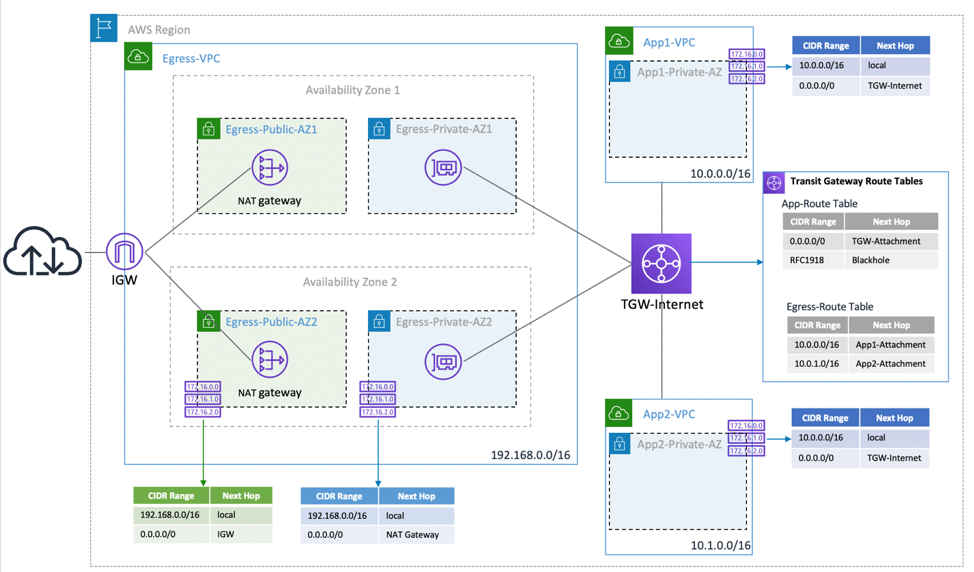 AWS Region
Egress-VPC
Availability Zone 1
Egress-Public-AZ1
NAT gateway
Egress-Private-AZ1
IGW
Availability Zone 2
Egress-Public-AZ2
NAT gateway
172.16.0.0
172.16.1.0
172.16.2.0
Egress-Private-AZ2
172.16.0.0
172.16.1.0
172.16.2.0
192.168.0.0/16
CIDR Range Next Hop
192.168.0.0/16 local
0.0.0.0/0 IGW
CIDR Range Next Hop
192.168.0.0/16 local
0.0.0.0/0 NAT Gateway
App1-VPC
App1-Private-AZ
172.16.0.0
172.16.1.0
172.16.2.0
10.0.0.0/16
CIDR Range Next Hop
10.0.0.0/16 local
0.0.0.0/0 TGW-Internet
TGW-Internet
Transit Gateway Route Tables
App-Route Table
CIDR Range Next Hop
0.0.0.0/0 TGW-Attachment
RFC1918 Blackhole
Egress-Route Table
CIDR Range Next Hop
10.0.0.0/16 App1-Attachment
10.0.1.0/16 App2-Attachment
App2-VPC
App2-Private-AZ
172.16.0.0
172.16.1.0
172.16.2.0
10.1.0.0/16
CIDR Range Next Hop
10.0.0.0/16 local
0.0.0.0/0 TGW-Internet